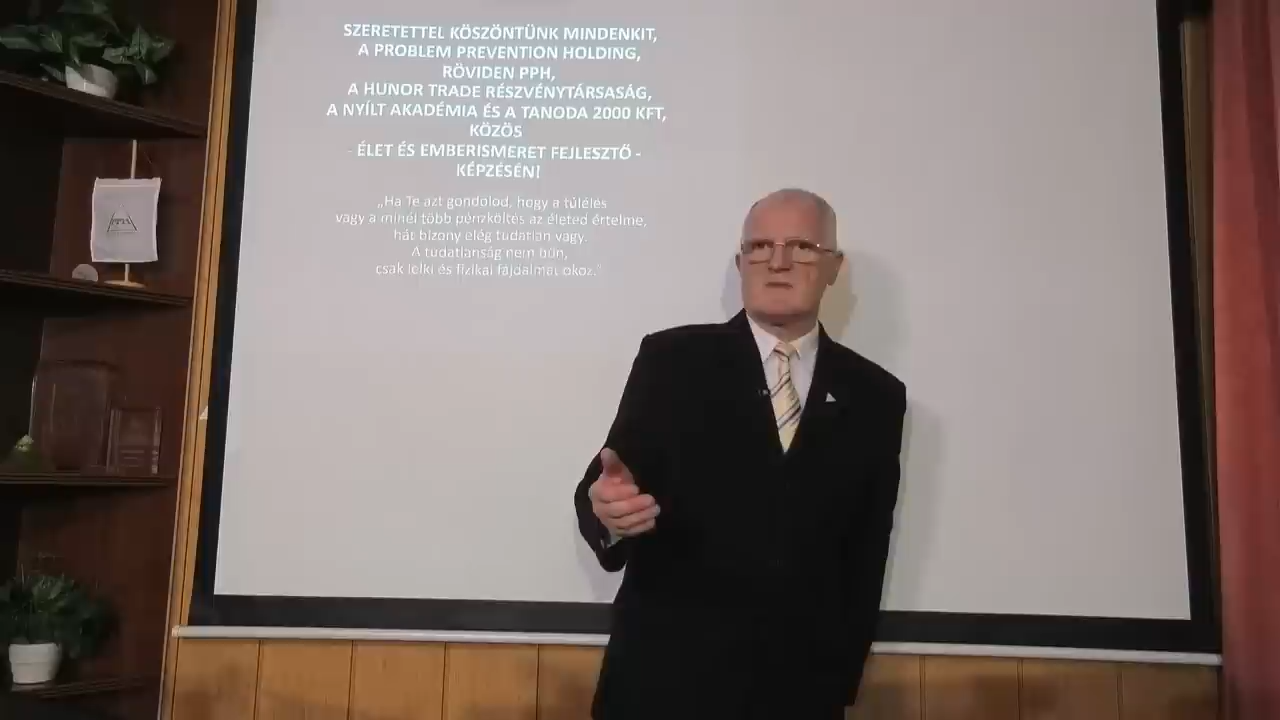 SZERETETTEL KÖSZÖNTÜNK MINDENKIT,
A PROBLEM PREVENTION HOLDING,
RÖVIDEN PPH,
A HUNOR TRADE RÉSZVÉNYTÁRSASÁG,
A NYÍLT AKADÉMIA ÉS A TANODA 2000 KFT,
KÖZÖS
- ÉLET ÉS EMBERISMERET FEJLESZTŐ -
KÉPZÉSÉN!
„Ha Te azt gondolod, hogy a túlélés
vagy a minél több pénzköltés az életed értelme,
hát bizony elég tudatlan vagy.
A tudatlanság nem bűn,
csak lelki és fizikai fájdalmat okoz."